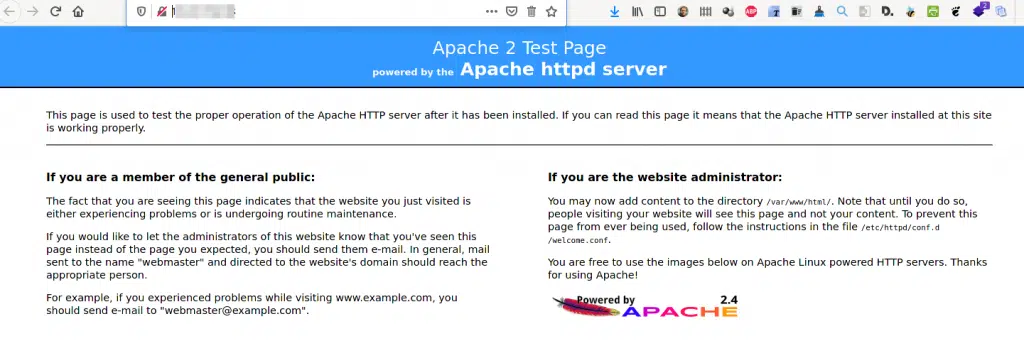 Apache 2 Test Page
powered by the Apache httpd server
This page is used to test the proper operation of the Apache HTTP server after it has been installed. If you can read this page it means that the Apache HTTP server installed at this site
is working properly.
If you are a member of the general public:
The fact that you are seeing this page indicates that the website you just visited is
either experiencing problems or is undergoing routine maintenance.
If you would like to let the administrators of this website know that you've seen this
page instead of the page you expected, you should send them e-mail. In general, mail
sent to the name "webmaster" and directed to the website's domain should reach the
appropriate person.
For example, if you experienced problems while visiting www.example.com, you
should send e-mail to "webmaster@example.com".
If you are the website administrator:
You may now add content to the directory /var/www/html/. Note that until you do so,
people visiting your website will see this page and not your content. To prevent this
page from ever being used, follow the instructions in the file /etc/httpd/conf.d
/welcome.conf.
You are free to use the images below on Apache Linux powered HTTP servers. Thanks
for using Apache!
Powered by 2.4
APACHE
ABP
D.
2